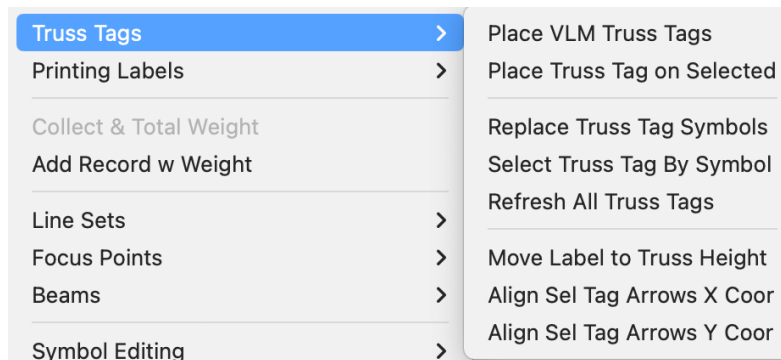 Truss Tags
Printing Labels
Collect & Total Weight
Add Record w Weight
Line Sets
Focus Points
Beams
Symbol Editing
Place VLM Truss Tags
Place Truss Tag on Selected
Replace Truss Tag Symbols
Select Truss Tag By Symbol
Refresh All Truss Tags
Move Label to Truss Height
Align Sel Tag Arrows X Coor
Align Sel Tag Arrows Y Coor